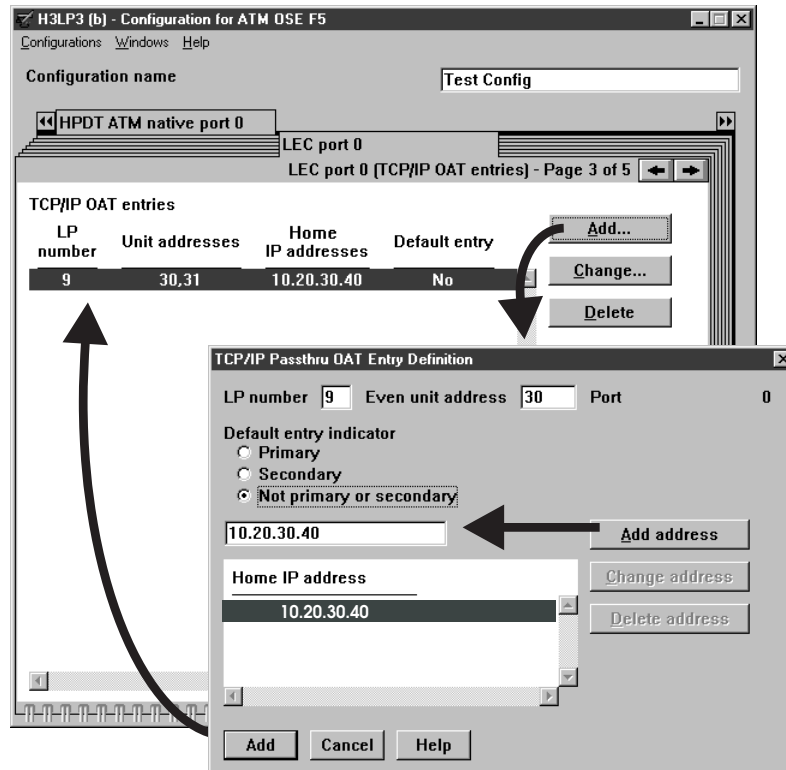 H3LP3 (b) - Configuration for ATM OSE F5
Configurations Windows Help
Configuration name Test Config
HPDT ATM native port 0
LEC port 0
LEC port 0 (TCP/IP OAT entries) - Page 3 of 5
TCP/IP OAT entries
LP number Unit addresses Home IP addresses Default entry
9 30,31 10.20.30.40 No
Add...
Change...
Delete
TCP/IP Passthru OAT Entry Definition
LP number 9 Even unit address 30 Port 0
Default entry indicator
Primary
Secondary
Not primary or secondary
10.20.30.40 Add address
Home IP address Change address
10.20.30.40 Delete address
Add Cancel Help